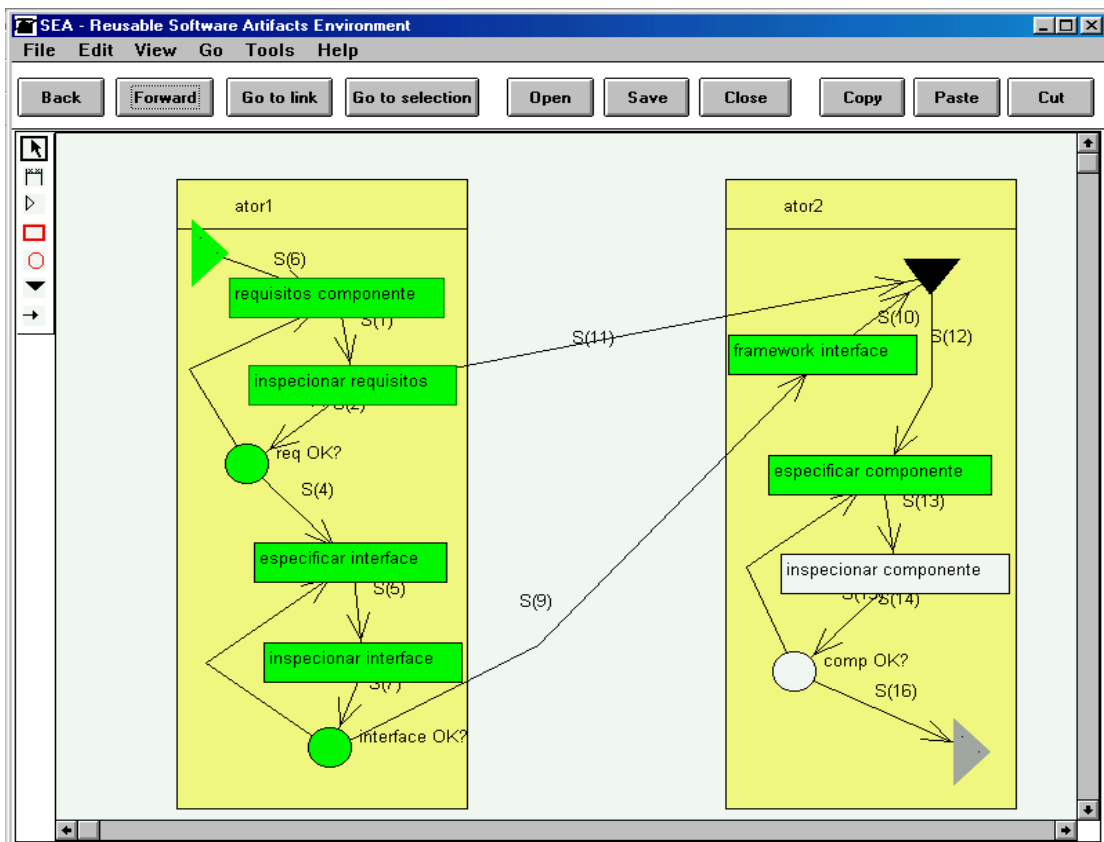 SEA - Reusable Software Artifacts Environment
File Edit View Go Tools Help
Back Forward Go to link Go to selection Open Save Close Copy Paste Cut
ator1
S(6)
requisitos componente
S(1)
inspecionar requisitos
S(2)
req OK?
S(4)
especificar interface
S(5)
inspecionar interface
S(7)
interface OK?
S(11)
S(9)
ator2
S(10)
S(12)
framework interface
especificar componente
S(13)
inspecionar componente
S(14)
comp OK?
S(16)